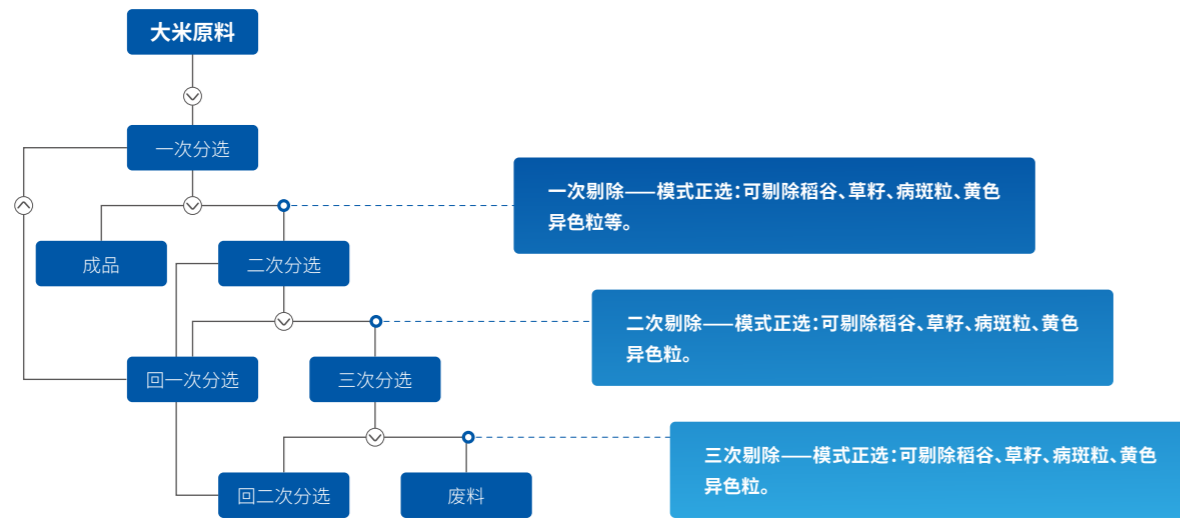 大米原料
一次分选
一次剔除——模式正选：可剔除稻谷、草籽、病斑粒、黄色
异色粒等。
成品
二次分选
二次剔除——模式正选：可剔除稻谷、草籽、病斑粒、黄色
异色粒。
回一次分选
三次分选
三次剔除——模式正选：可剔除稻谷、草籽、病斑粒、黄色
异色粒。
回二次分选
废料